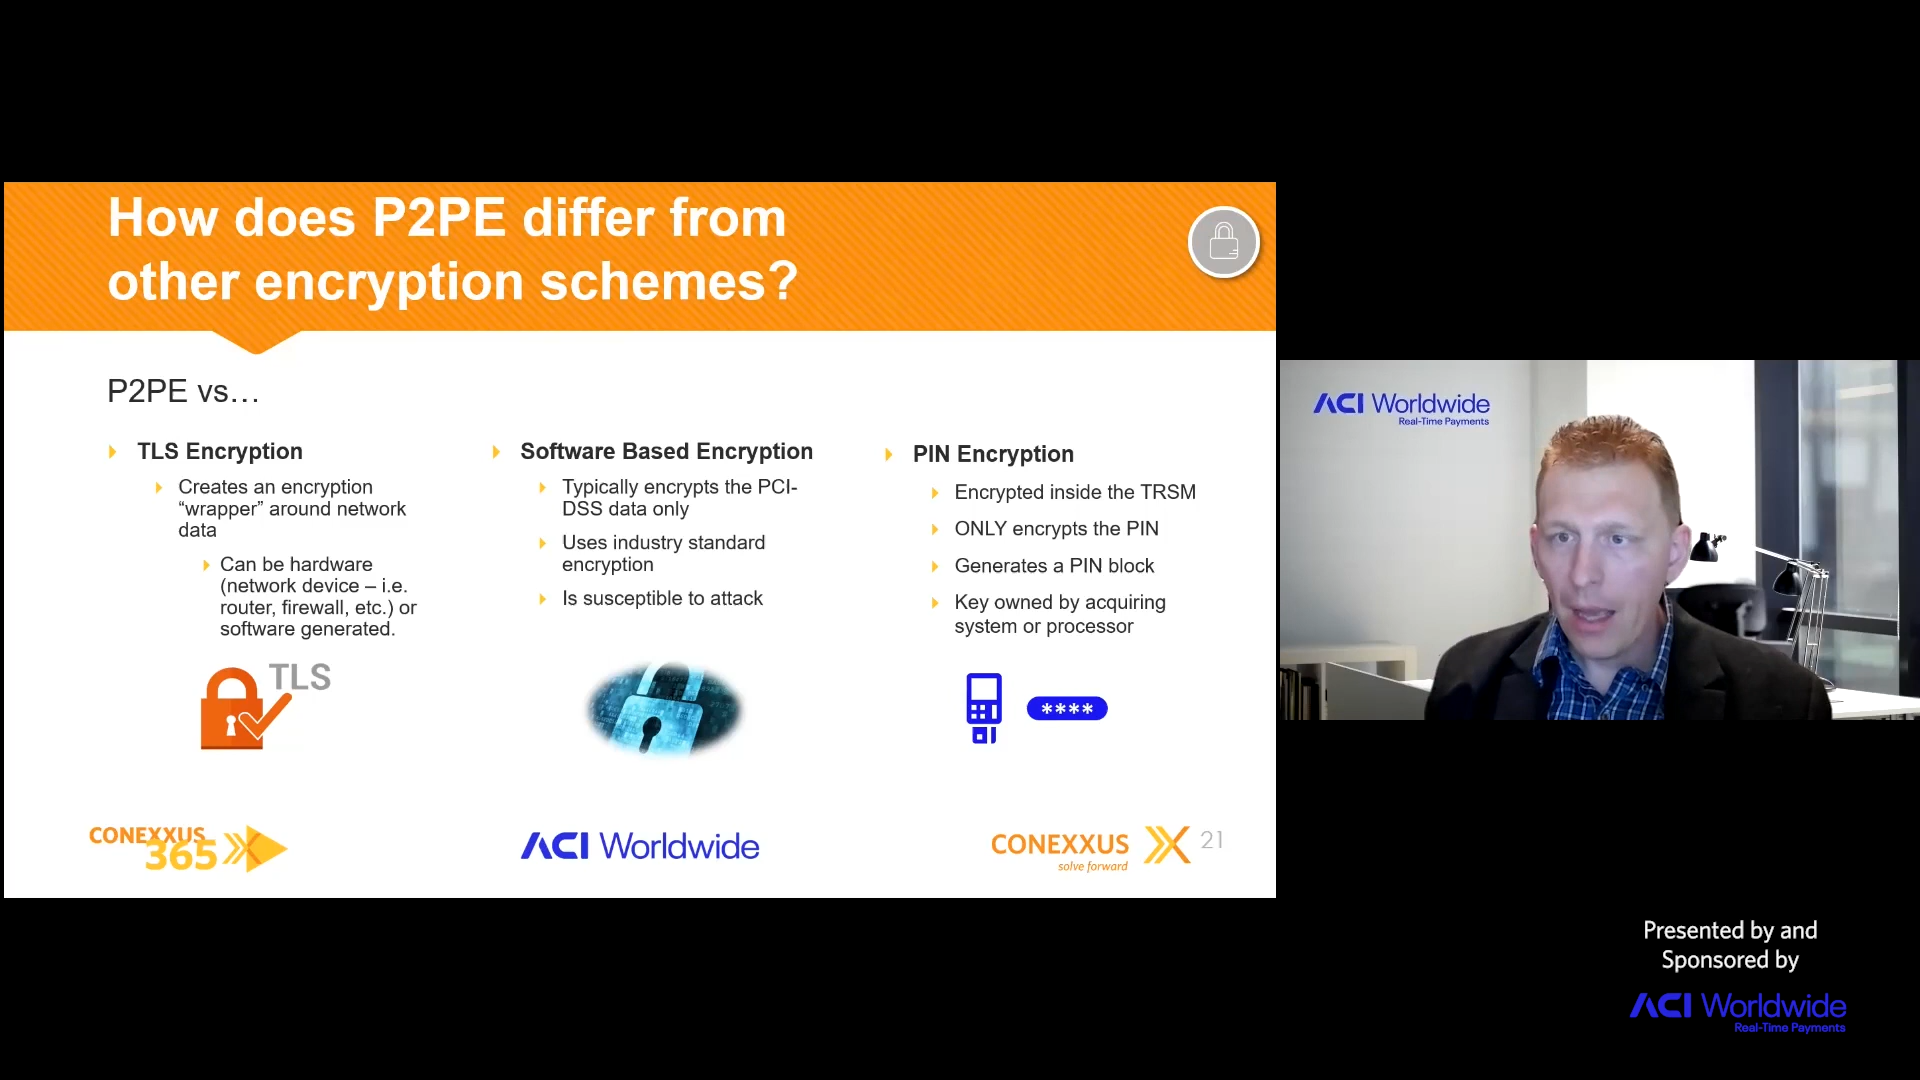 How does P2PE differ from
other encryption schemes?
P2PE vs…
TLS Encryption
Creates an encryption
“wrapper” around network
data
Can be hardware
(network device – i.e.
router, firewall, etc.) or
software generated.
TLS
Software Based Encryption
Typically encrypts the PCI-
DSS data only
Uses industry standard
encryption
Is susceptible to attack
PIN Encryption
Encrypted inside the TRSM
ONLY encrypts the PIN
Generates a PIN block
Key owned by acquiring
system or processor
****
CONEXXUS
365
ACI Worldwide
CONEXXUS
solve forward
21
ACI Worldwide
Real-Time Payments
Presented by and
Sponsored by
ACI Worldwide
Real-Time Payments